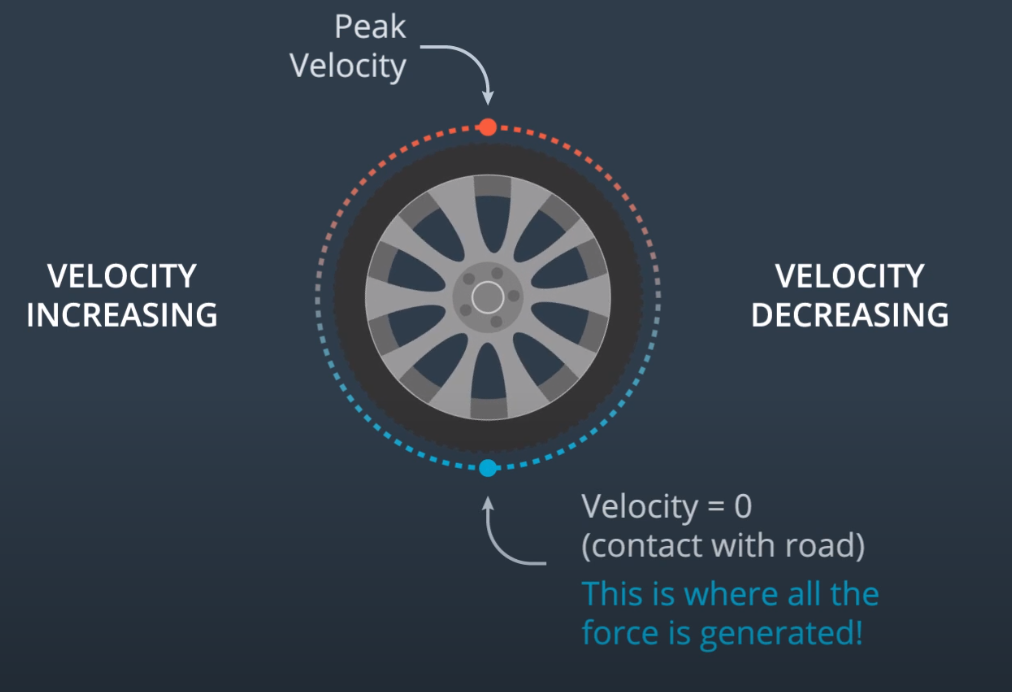 Peak
Velocity
VELOCITY
INCREASING
VELOCITY
DECREASING
Velocity = 0
(contact with road)
This is where all the
force is generated!